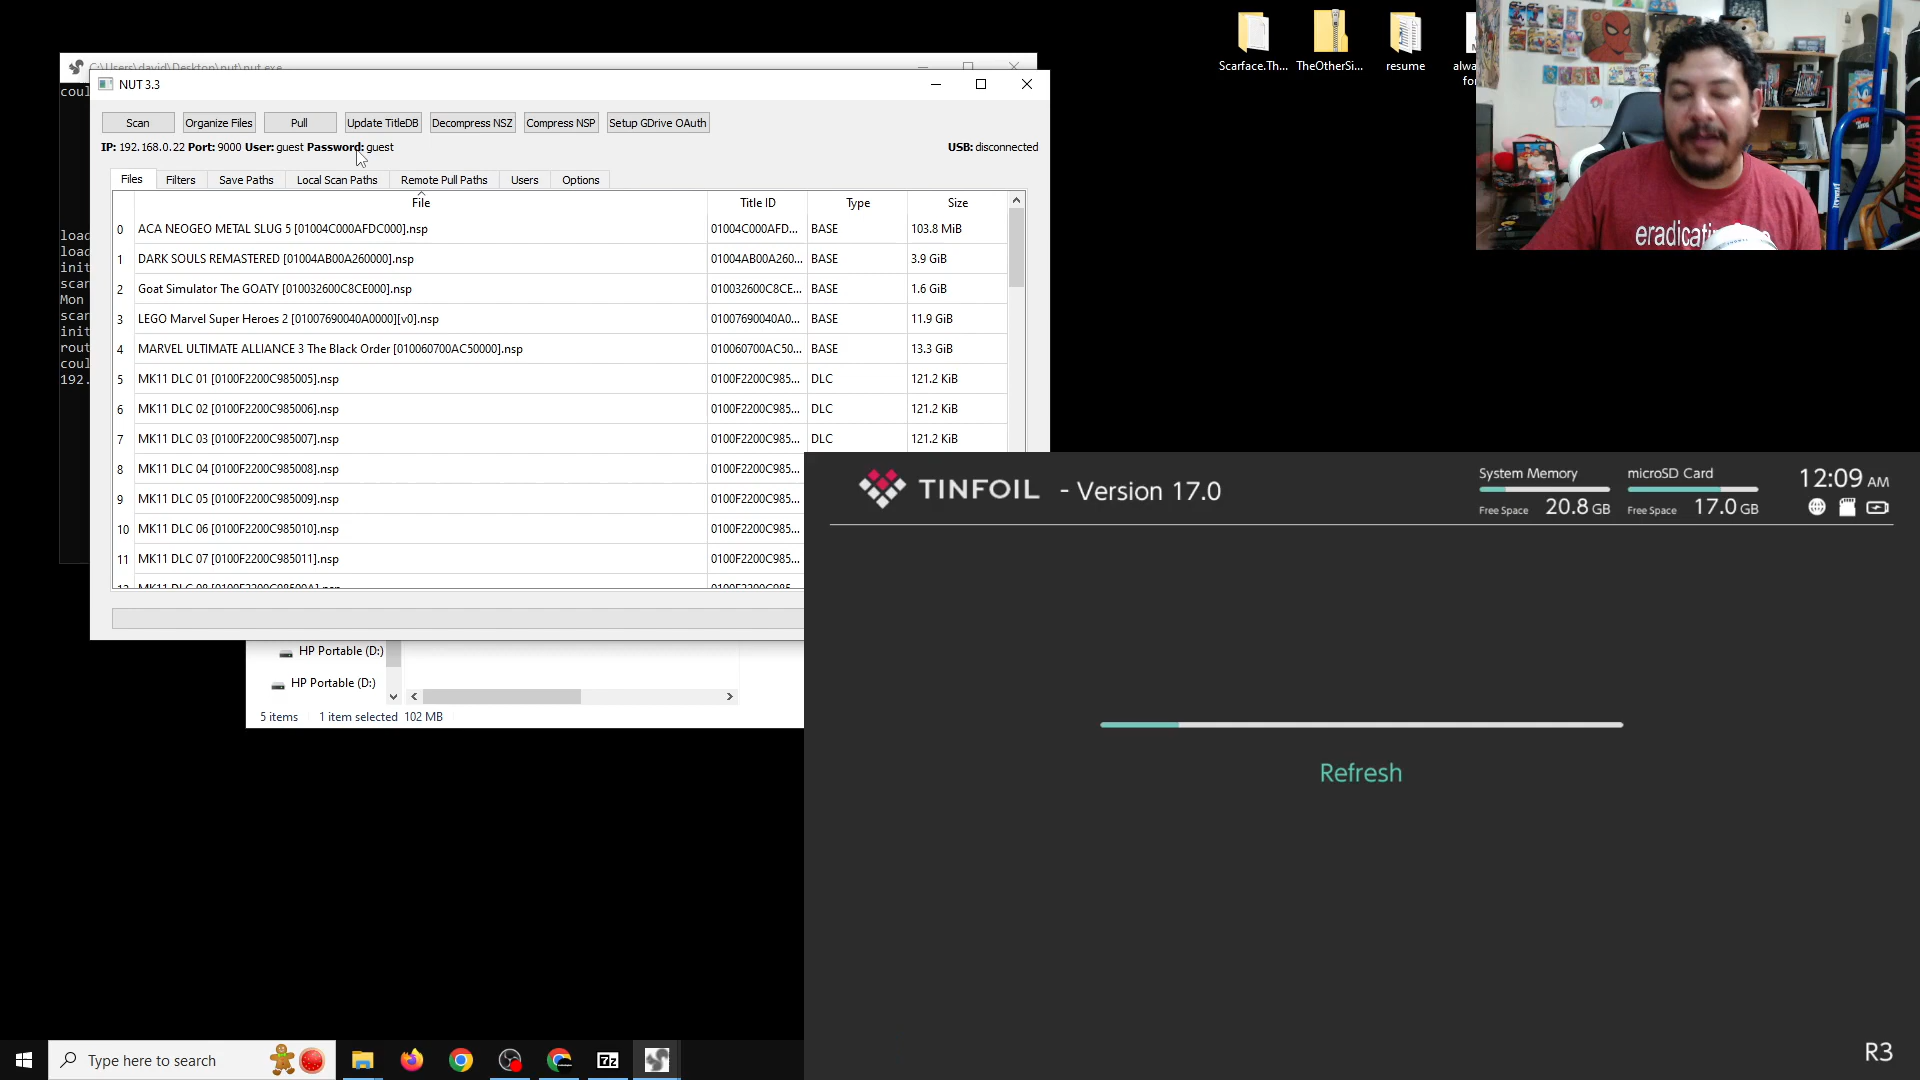 Scarface.Th...
TheOtherSi...
resume
C:\Users\david\Desktop\nut\nut.exe
NUT 3.3
Scan
Organize Files
Pull
Update TitleDB
Decompress NSZ
Compress NSP
Setup GDrive OAuth
IP: 192.168.0.22 Port: 9000 User: guest Password: guest
USB: disconnected
Files
Filters
Save Paths
Local Scan Paths
Remote Pull Paths
Users
Options
File
Title ID
Type
Size
0 ACA NEOGEO METAL SLUG 5 [01004C000AFDC000].nsp 01004C000AFD... BASE 103.8 MiB
1 DARK SOULS REMASTERED [01004AB00A260000].nsp 01004AB00A260... BASE 3.9 GiB
2 Goat Simulator The GOATY [010032600C8CE000].nsp 010032600C8CE... BASE 1.6 GiB
3 LEGO Marvel Super Heroes 2 [01007690040A0000][v0].nsp 01007690040A0... BASE 11.9 GiB
4 MARVEL ULTIMATE ALLIANCE 3 The Black Order [010060700AC50000].nsp 010060700AC50... BASE 13.3 GiB
5 MK11 DLC 01 [0100F2200C985005].nsp 0100F2200C985... DLC 121.2 KiB
6 MK11 DLC 02 [0100F2200C985006].nsp 0100F2200C985... DLC 121.2 KiB
7 MK11 DLC 03 [0100F2200C985007].nsp 0100F2200C985... DLC 121.2 KiB
8 MK11 DLC 04 [0100F2200C985008].nsp 0100F2200C985...
9 MK11 DLC 05 [0100F2200C985009].nsp 0100F2200C985...
10 MK11 DLC 06 [0100F2200C985010].nsp 0100F2200C985...
11 MK11 DLC 07 [0100F2200C985011].nsp 0100F2200C985...
HP Portable (D:)
HP Portable (D:)
5 items 1 item selected 102 MB
TINFOIL - Version 17.0
System Memory
Free Space 20.8 GB
microSD Card
Free Space 17.0 GB
12:09 AM
Refresh
R3
Type here to search
7z